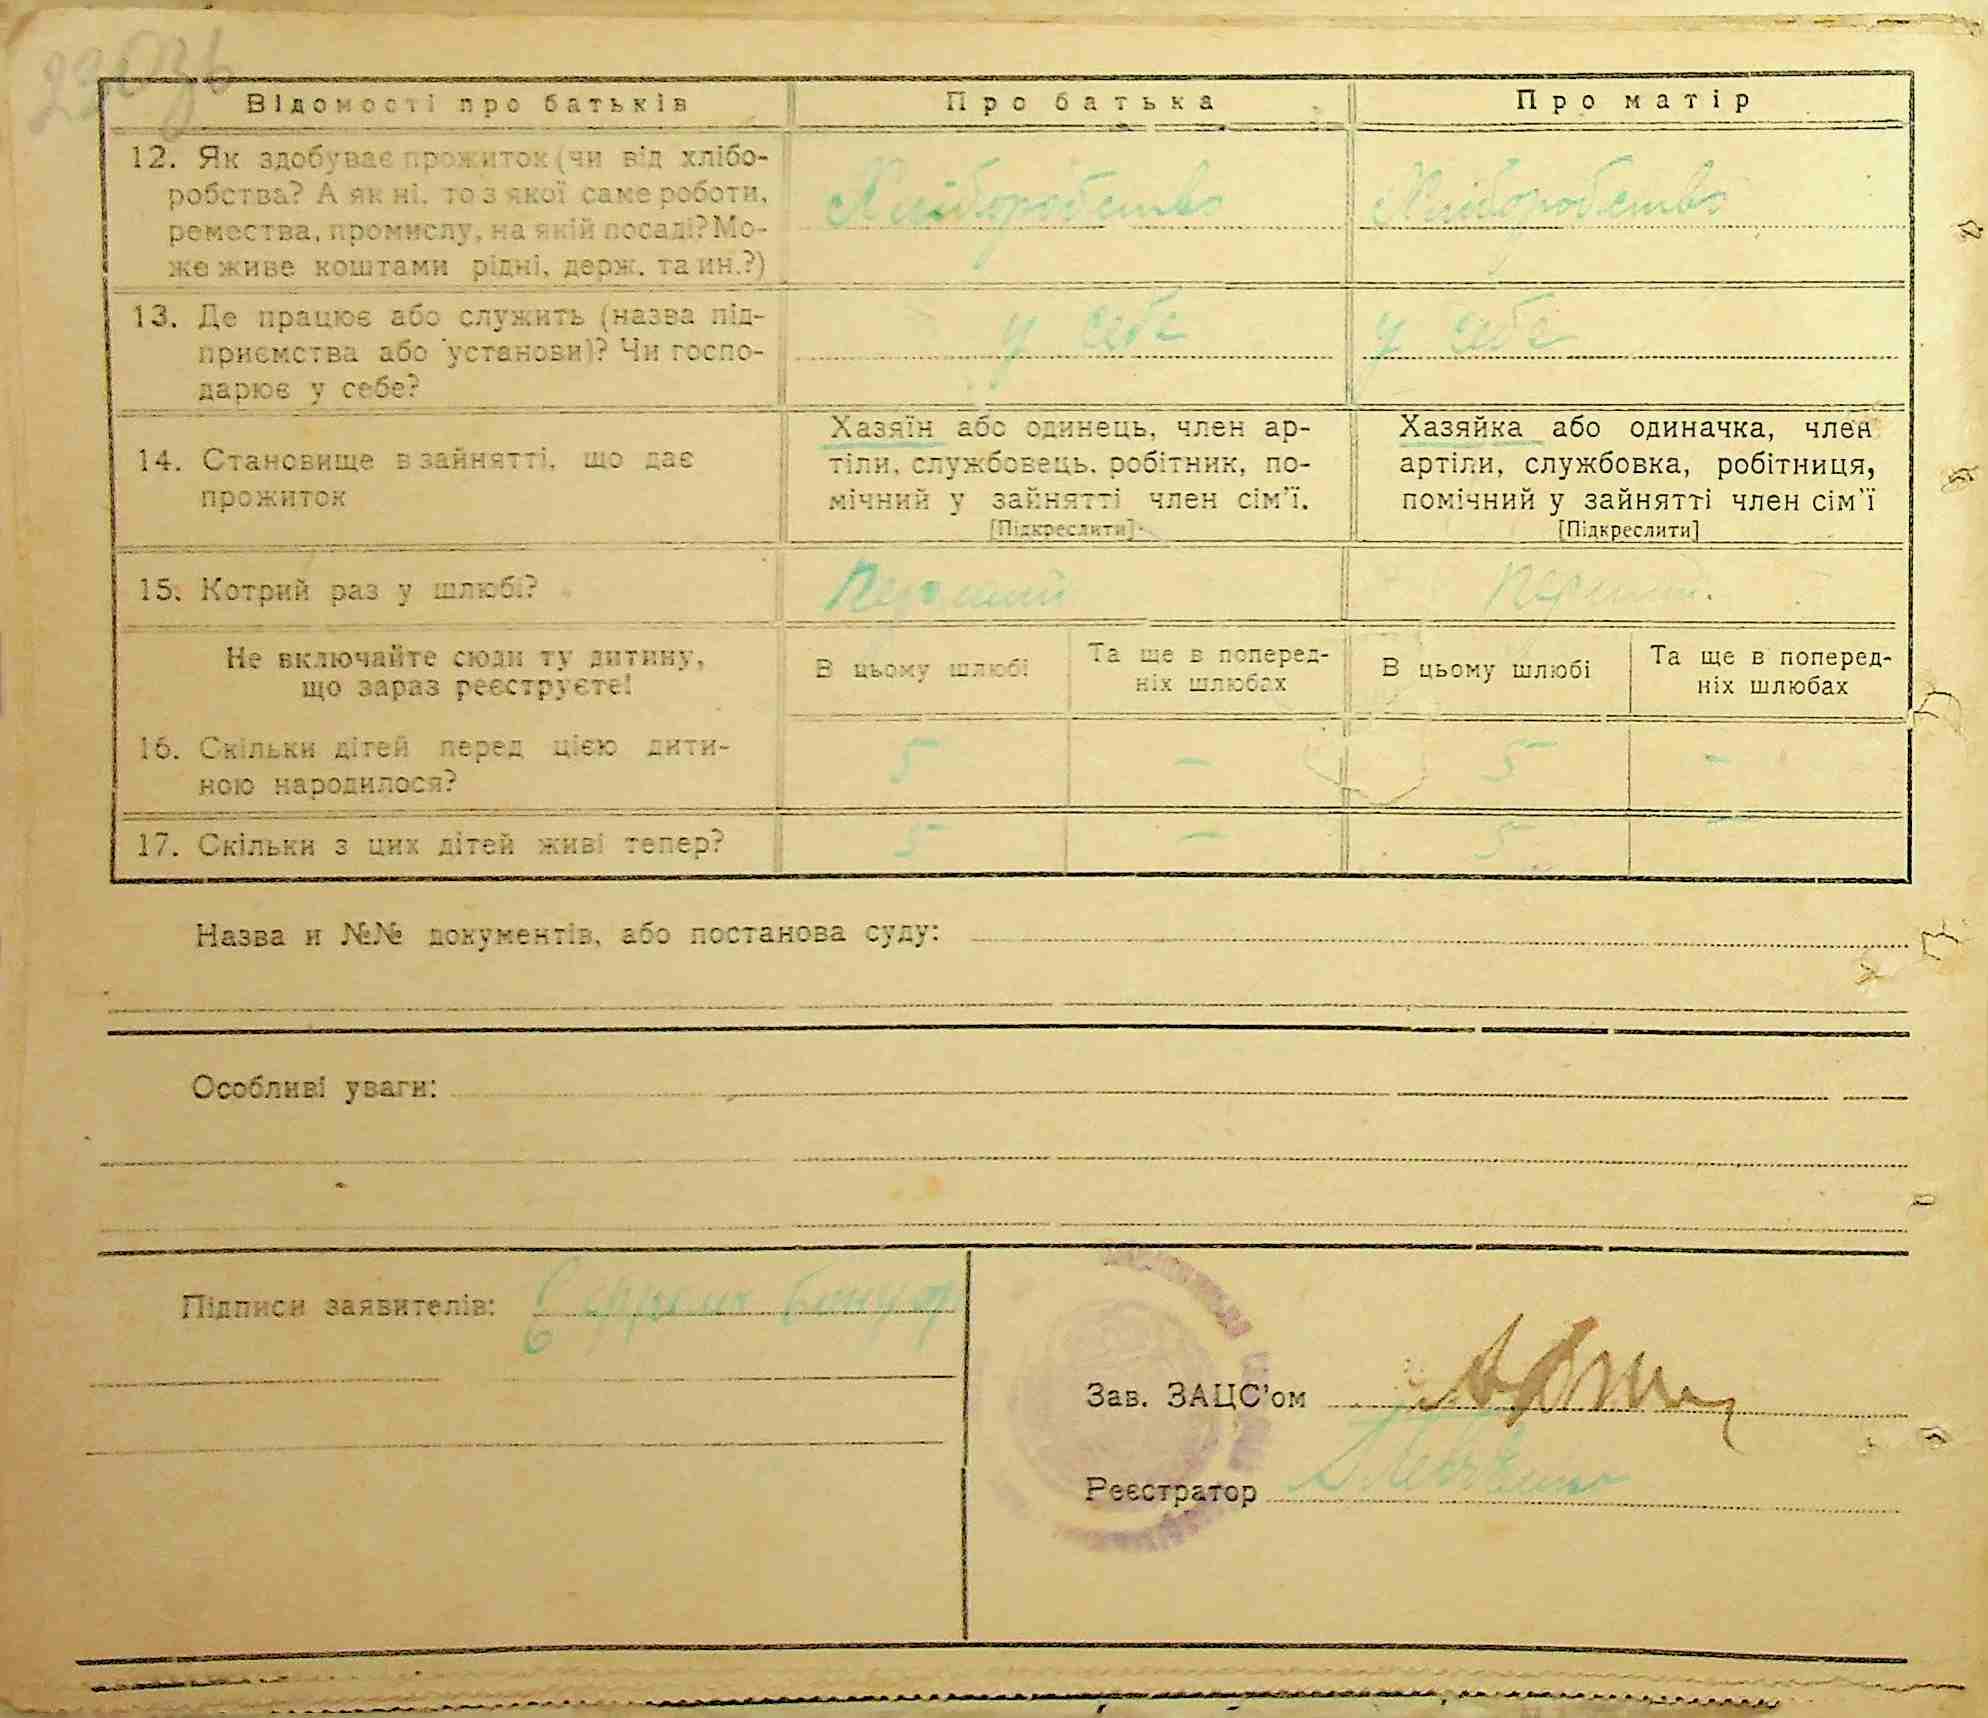 Відомості про батьків
Про батька
Про матір
12. Як здобуває прожиток (чи від хлібо-
робства? А як ні, то з якої саме роботи,
ремества, промислу, на якій посаді? Мо-
же живе коштами рідні, держ. та ин.?)
Хліборобство
Хліборобство
13. Де працює або служить (назва під-
приємства або установи)? Чи госпо-
дарює у себе?
у себе
у себе
14. Становище в зайнятті, що дає
прожиток
Хазяїн або одинець, член ар-
тіли, службовець, робітник, по-
мічний у зайнятті член сім'ї.
[Підкреслити]
Хазяйка або одиначка, член
артіли, службовка, робітниця,
помічний у зайнятті член сім'ї
[Підкреслити]
15. Котрий раз у шлюбі?
Перший
Перший.
Не включайте сюди ту дитину,
що зараз реєструєте!
В цьому шлюбі
Та ще в поперед-
ніх шлюбах
В цьому шлюбі
Та ще в поперед-
ніх шлюбах
16. Скільки дітей перед цією дити-
ною народилося?
5 - 5 -
17. Скільки з цих дітей живі тепер?
5 - 5 -
Назва и №№ документів, або постанова суду:
Особливі уваги:
Підписи заявителів:
Зав. ЗАЦС'ом
Реєстратор